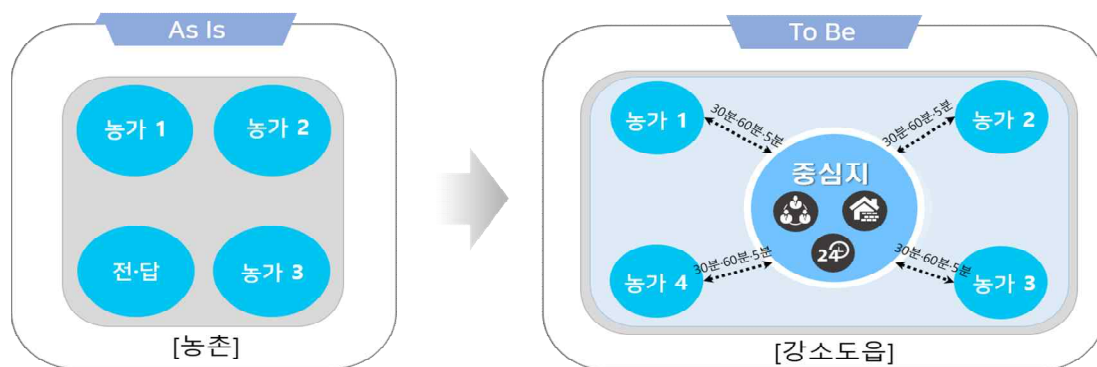 As Is
농가 1
농가 2
전·답
농가 3
[농촌]
To Be
농가 1
30분·60분·5분
30분·60분·5분
농가 2
중심지
24
농가 4
30분·60분·5분
30분·60분·5분
농가 3
[강소도읍]